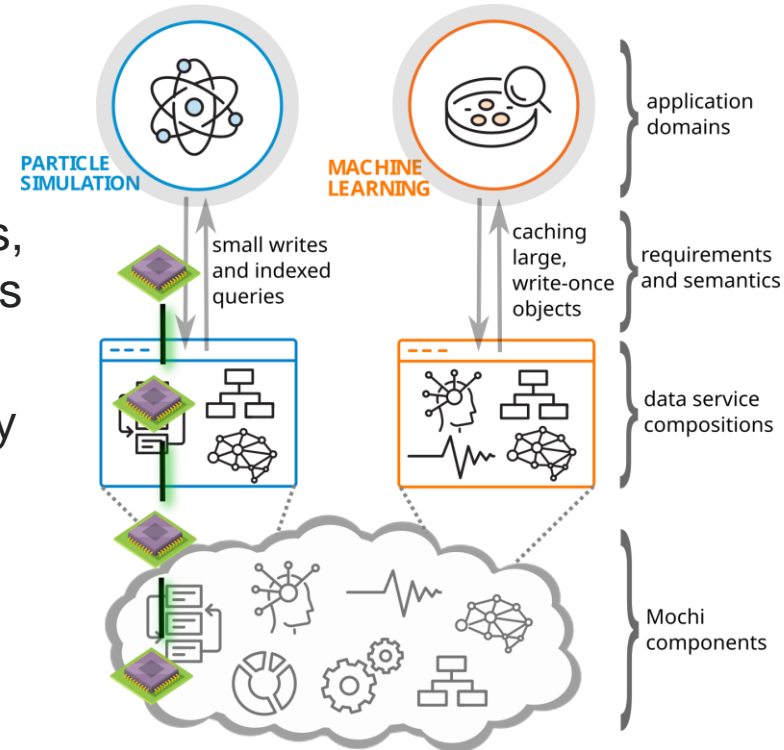 s,
s
y
PARTICLE
SIMULATION
MACHINE
LEARNING
application
domains
small writes
and indexed
queries
caching
large,
write-once
objects
requirements
and semantics
data service
compositions
Mochi
components